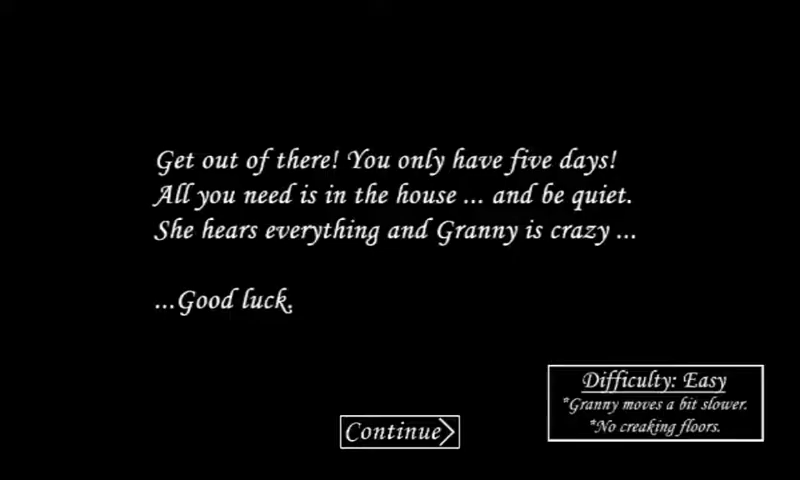 Get out of there! You only have five days!
All you need is in the house ... and be quiet.
She hears everything and Granny is crazy ...
...Good luck.
Difficulty: Easy
*Granny moves a bit slower.
*No creaking floors.
Continue